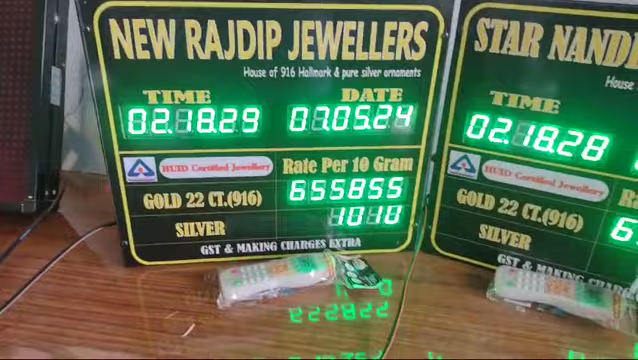 NEW RAJDIP JEWELLERS
House of 916 Hallmark & pure silver ornaments
TIME DATE
02.18.29 07.05.24
HUID Certified Jewellery Rate Per 10 Gram
GOLD 22 CT.(916) 655855
SILVER 1010
GST & MAKING CHARGES EXTRA
STAR NANDI
House
TIME
02.18.28
HUID Certified Jewellery
GOLD 22 CT.(916) 6
SILVER
GST & MAKING CHARGES